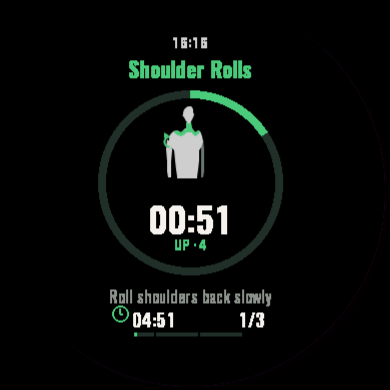 16:16
Shoulder Rolls
00:51
UP · 4
Roll shoulders back slowly
04:51 1/3